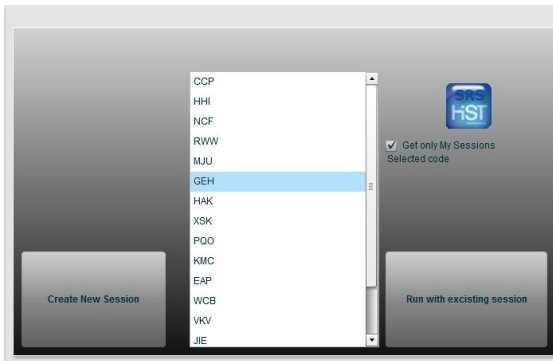 CCP
HHI
NCF
RWW
MJU
GEH
HAK
XSK
PQO
KMC
EAP
WCB
VKV
JIE
SRS
HiST
Get only My Sessions
Selected code
Create New Session
Run with excisting session